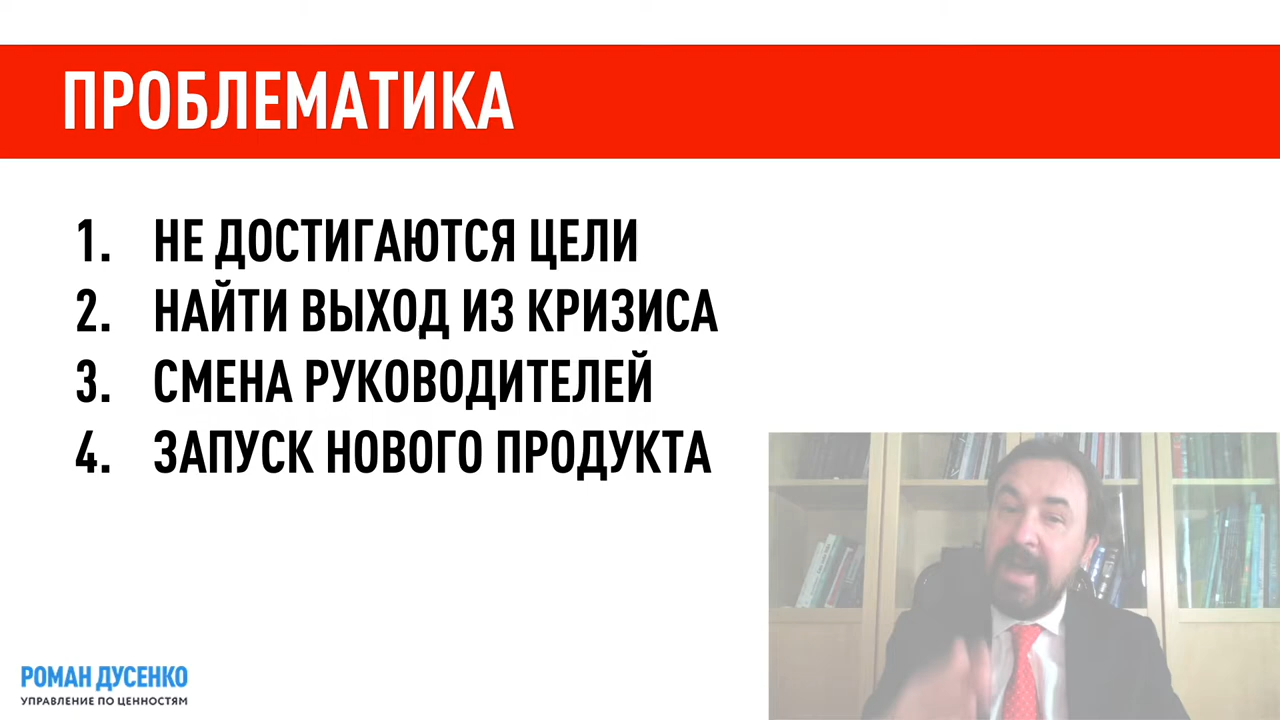 ПРОБЛЕМАТИКА
1. НЕ ДОСТИГАЮТСЯ ЦЕЛИ
2. НАЙТИ ВЫХОД ИЗ КРИЗИСА
3. СМЕНА РУКОВОДИТЕЛЕЙ
4. ЗАПУСК НОВОГО ПРОДУКТА
РОМАН ДУСЕНКО
УПРАВЛЕНИЕ ПО ЦЕННОСТЯМ